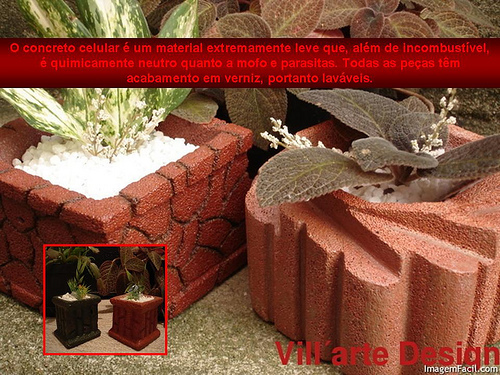 O concreto celular é um material extremamente leve que, além de incombustível,
é quimicamente neutro quanto a mofo e parasitas. Todas as peças têm
acabamento em verniz, portanto laváveis.
Vill´arte Design
ImagemFacil.com